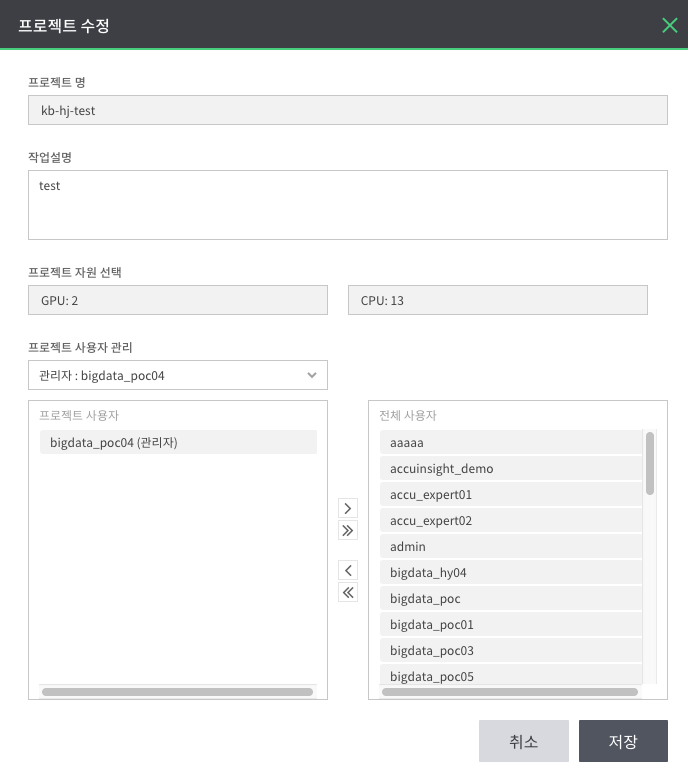 프로젝트 수정
프로젝트 명
kb-hj-test
작업설명
test
프로젝트 자원 선택
GPU: 2
CPU: 13
프로젝트 사용자 관리
관리자 : bigdata_poc04
프로젝트 사용자
bigdata_poc04 (관리자)
전체 사용자
aaaaa
accuinsight_demo
accu_expert01
accu_expert02
admin
bigdata_hy04
bigdata_poc
bigdata_poc01
bigdata_poc03
bigdata_poc05
취소
저장